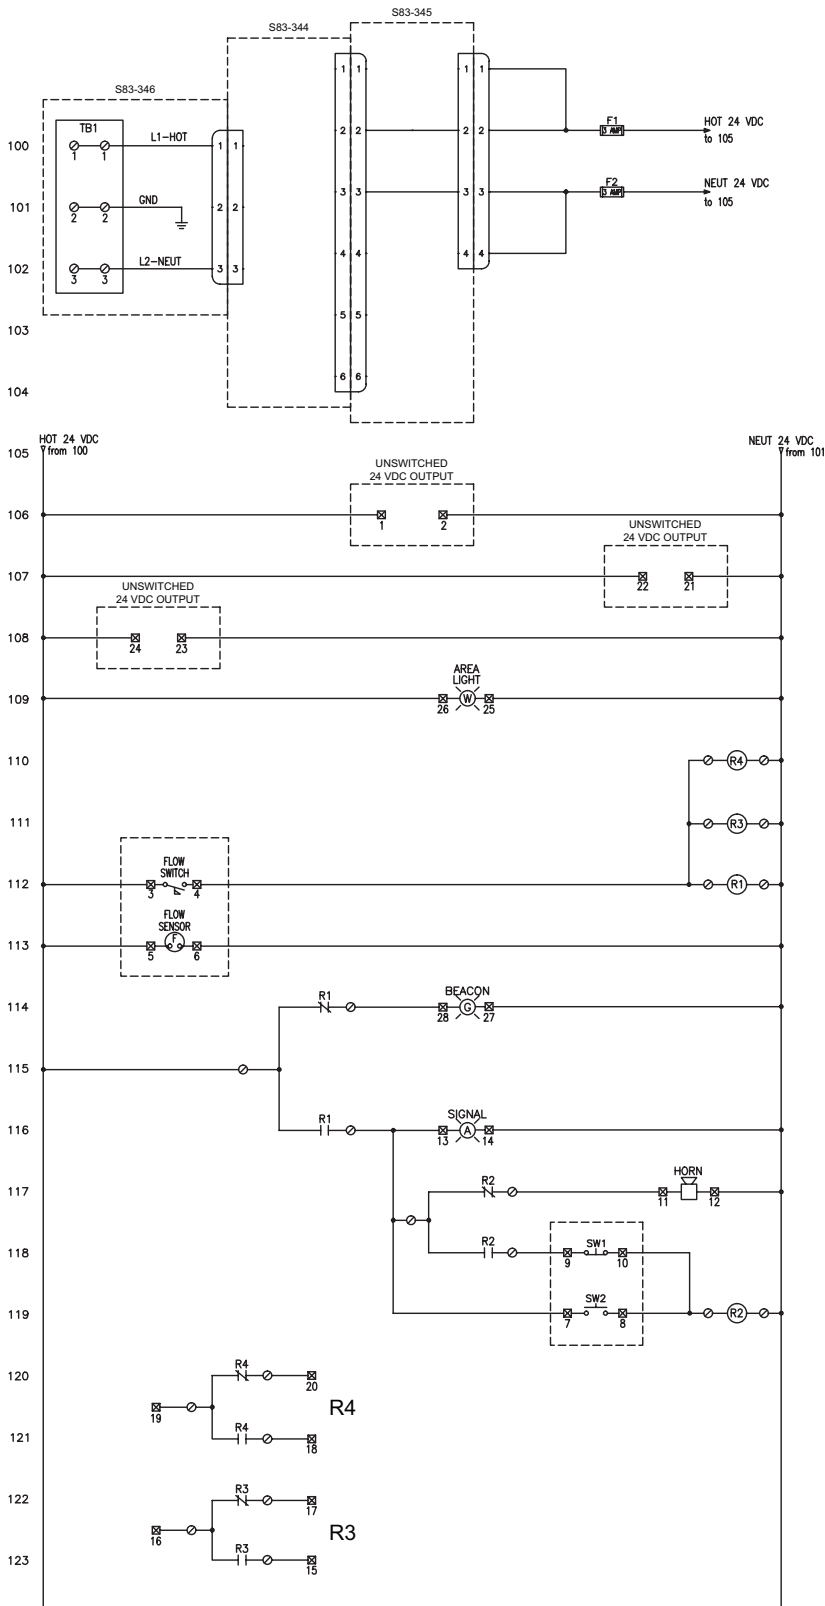 S83-345
S83-344
S83-346
1 1 1 1
TB1
F1
HOT 24 VDC
100 L1-HOT 1 1 2 2 2 2 3 AMP
to 105
1 1
F2
NEUT 24 VDC
101 GND 2 2 3 3 3 3 3 AMP
to 105
2 2
102 L2-NEUT 3 3 4 4 4
3 3
103 5 5
104 6 6
HOT 24 VDC
NEUT 24 VDC
105 from 100 from 101
UNSWITCHED
24 VDC OUTPUT
106
1 2
UNSWITCHED
24 VDC OUTPUT
107
22 21
UNSWITCHED
24 VDC OUTPUT
108
24 23
AREA
LIGHT
109 W
26 25
110 R4
111 R3
FLOW
SWITCH
112 R1
3 4
FLOW
SENSOR
F
113
5 6
R1 BEACON
114 G
28 27
115
R1 SIGNAL
116 A
13 14
R2 HORN
117
11 12
R2 SW1
118
9 10
SW2
119 R2
7 8
R4
120
20
19 R4
R4
121
18
R3
122
17
16 R3
R3
123
15